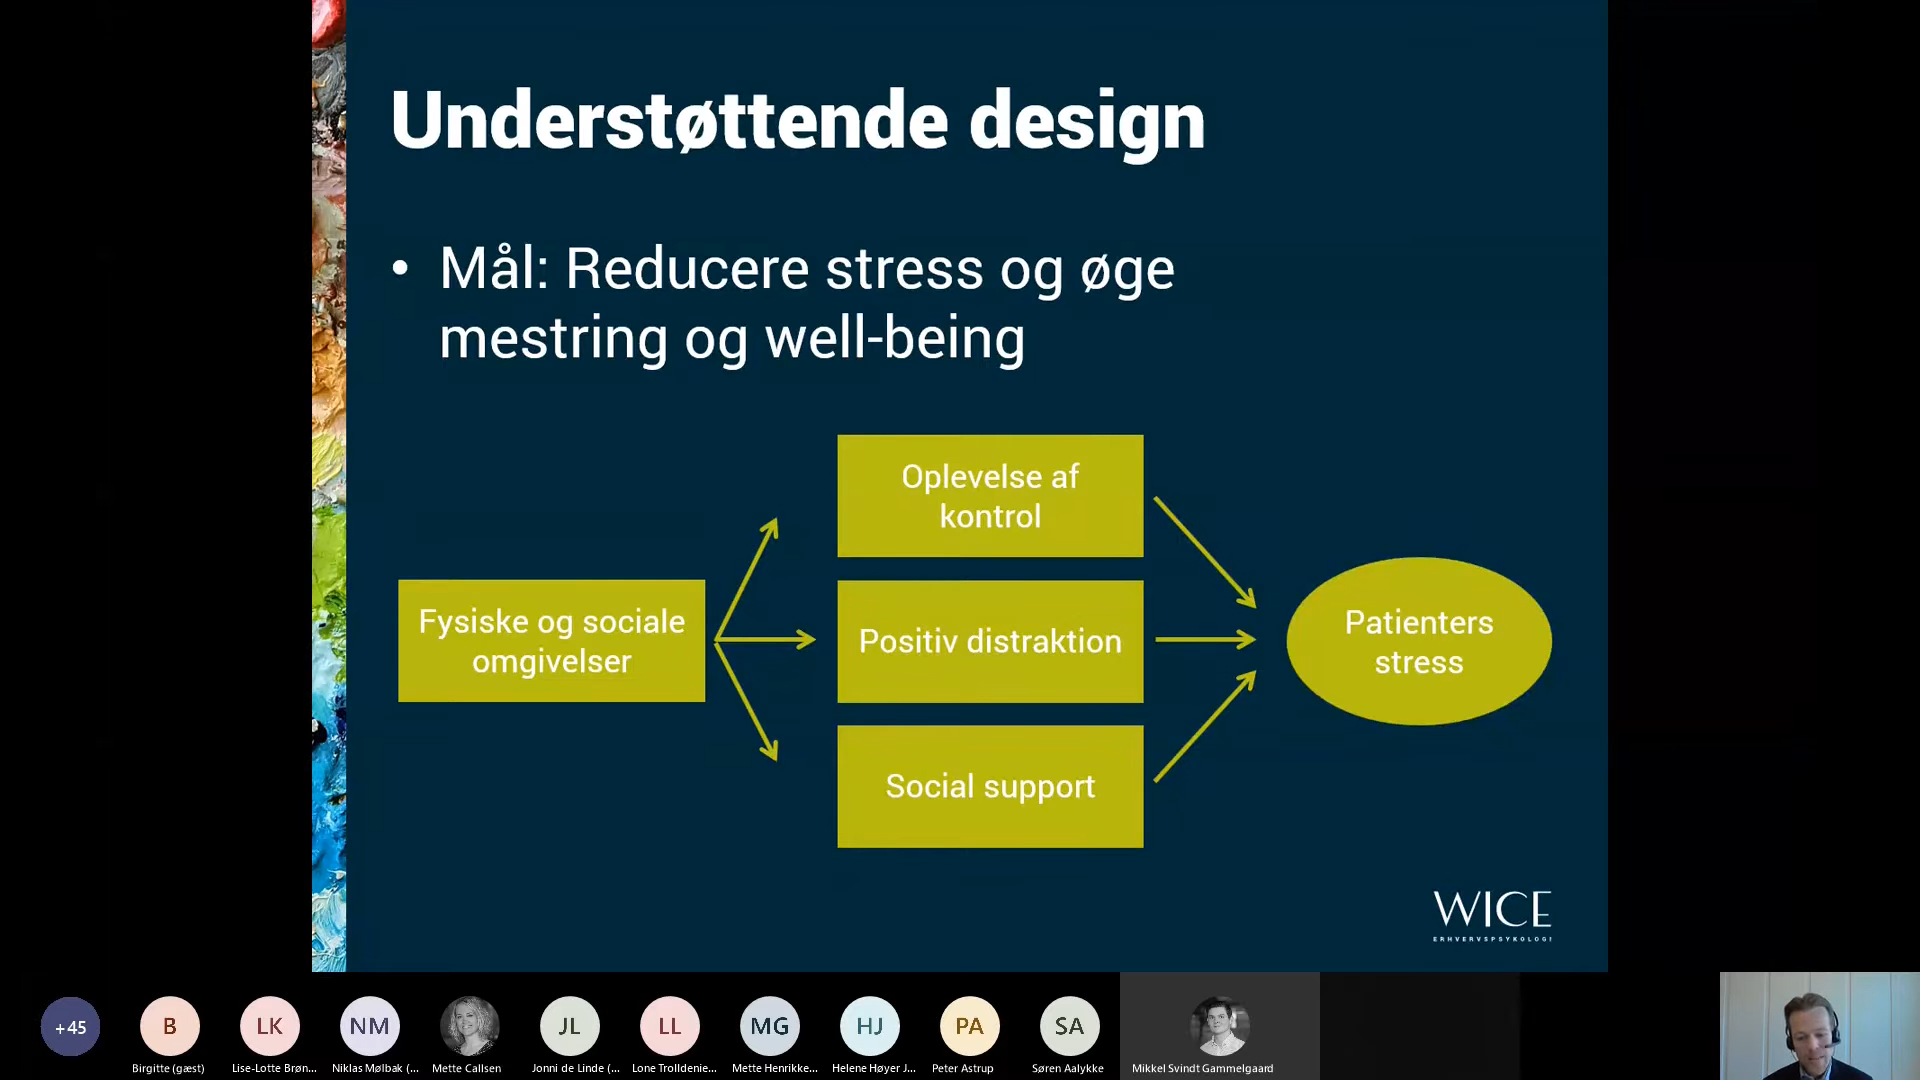 Understøttende design
• Mål: Reducere stress og øge
mestring og well-being
Oplevelse af
kontrol
Fysiske og sociale
omgivelser
Positiv distraktion
Patienters
stress
Social support
WICE
ERHVERVSPSYKOLOGI
+45
B
LK
NM
JL
LL
MG
HJ
PA
SA
Birgitte (gæst)
Lise-Lotte Brøn...
Niklas Mølbak (...
Mette Callsen
Jonni de Linde (...
Lone Trolldenie...
Mette Henrikke...
Helene Høyer J...
Peter Astrup
Søren Aalykke
Mikkel Svindt Gammelgaard